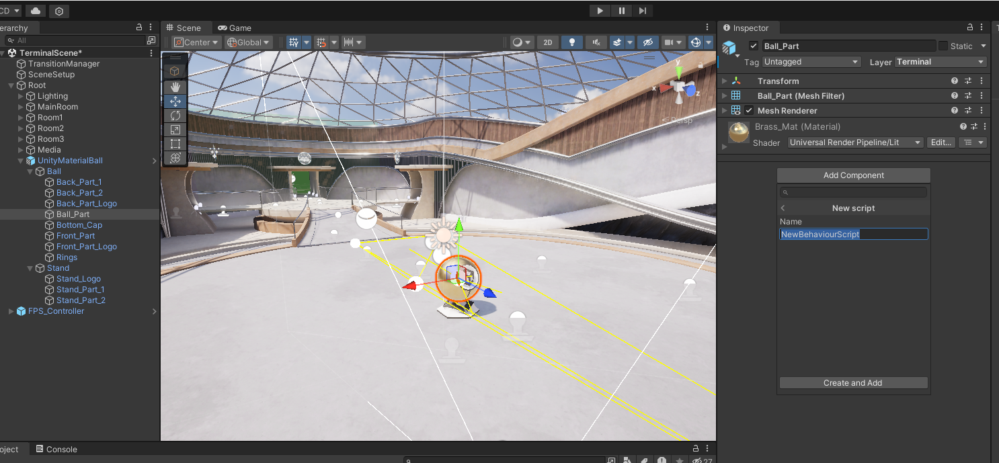 CD
erarchy
All
TerminalScene*
TransitionManager
SceneSetup
Root
Lighting
MainRoom
Room1
Room2
Room3
Media
UnityMaterialBall
Ball
Back_Part_1
Back_Part_2
Back_Part_Logo
Ball_Part
Bottom_Cap
Front_Part
Front_Part_Logo
Rings
Stand
Stand_Logo
Stand_Part_1
Stand_Part_2
FPS_Controller
Scene Game
Center Global 2D
y
x z
Persp
Inspector
Ball_Part Static
Tag Untagged Layer Terminal
Transform
Ball_Part (Mesh Filter)
Mesh Renderer
Brass_Mat (Material)
Shader Universal Render Pipeline/Lit Edit...
Add Component
New script
Name
NewBehaviourScript
Create and Add
oject Console
27